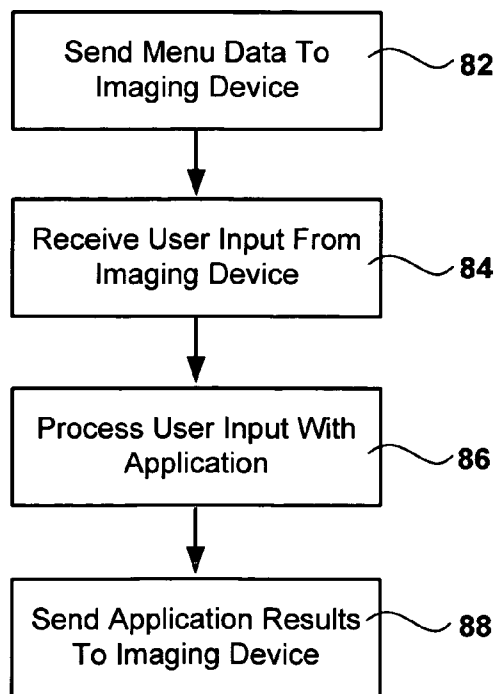 Send Menu Data To
Imaging Device
82
Receive User Input From
Imaging Device
84
Process User Input With
Application
86
Send Application Results
To Imaging Device
88